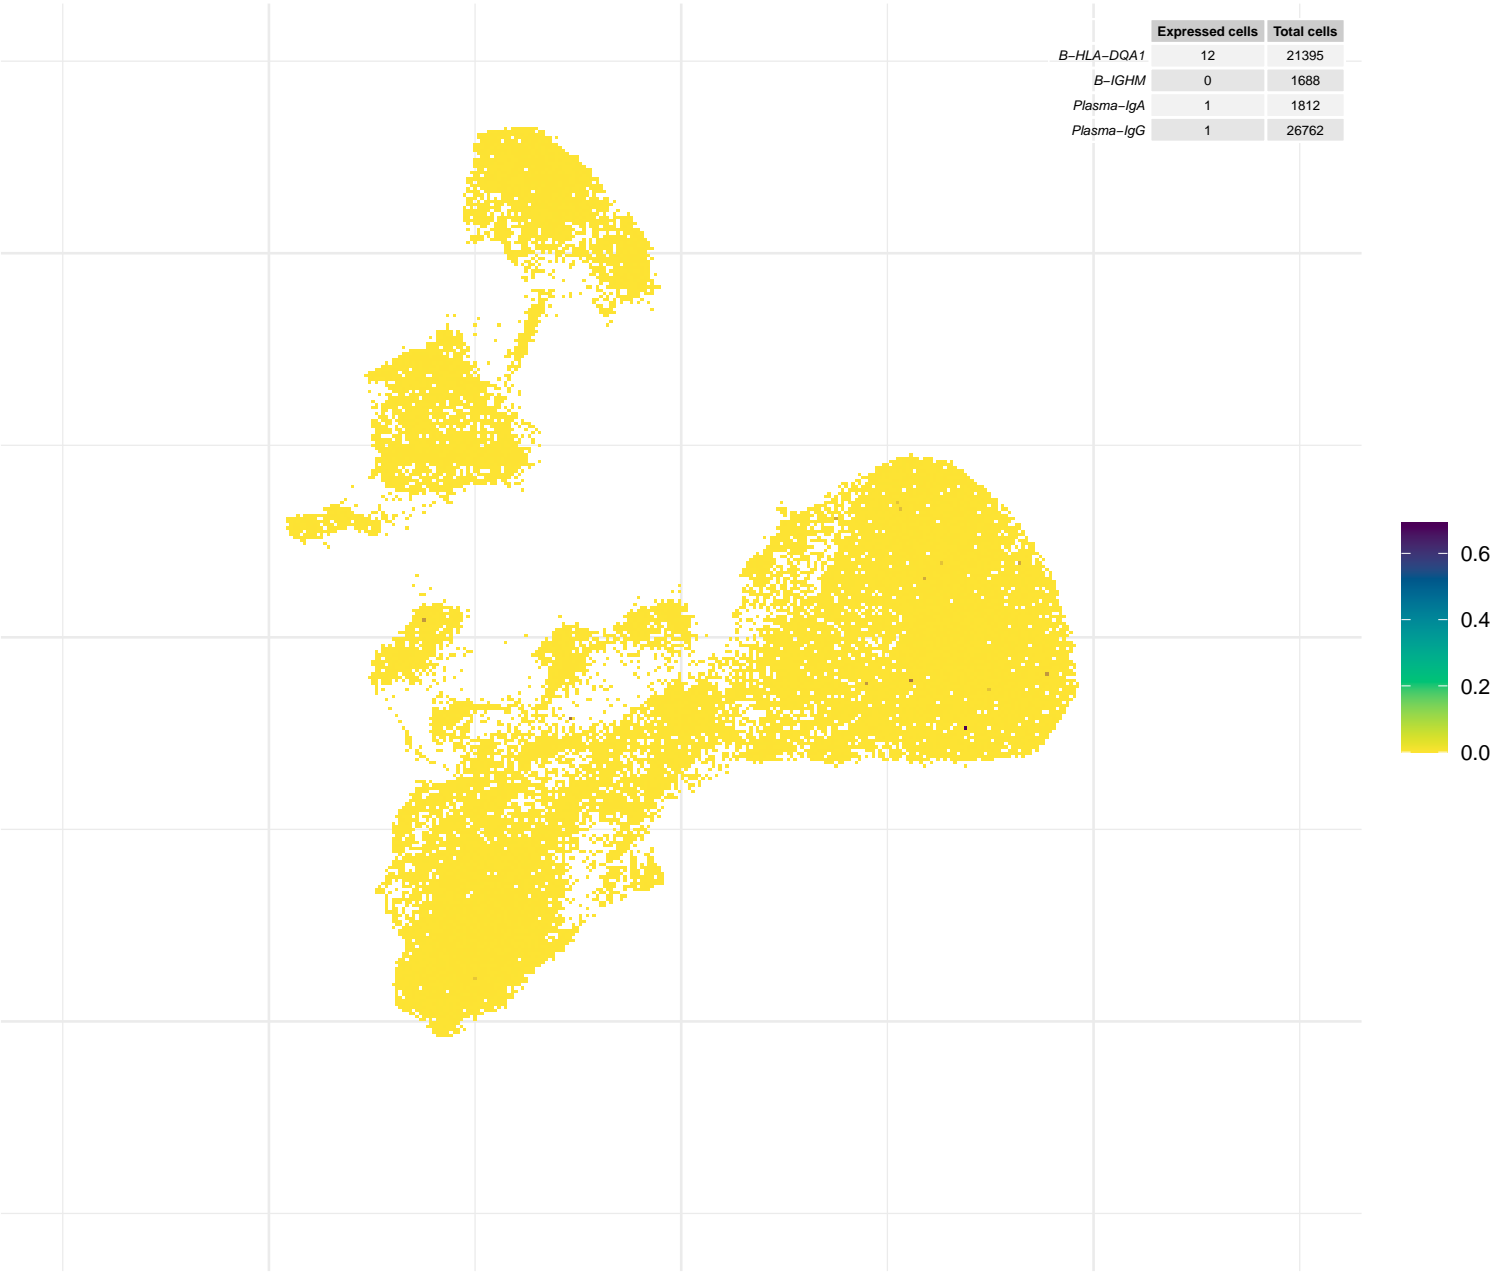 Expressed cells Total cells
B−HLA−DQA1 12 21395
B−IGHM 0 1688
Plasma−IgA 1 1812
Plasma−IgG 1 26762
0.6
0.4
0.2
0.0